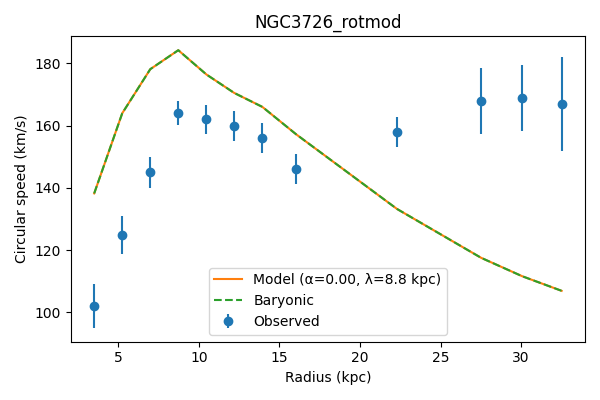 NGC3726_rotmod
Circular speed (km/s)
180
160
140
120
100
Model (α=0.00, λ=8.8 kpc)
Baryonic
Observed
5 10 15 20 25 30
Radius (kpc)